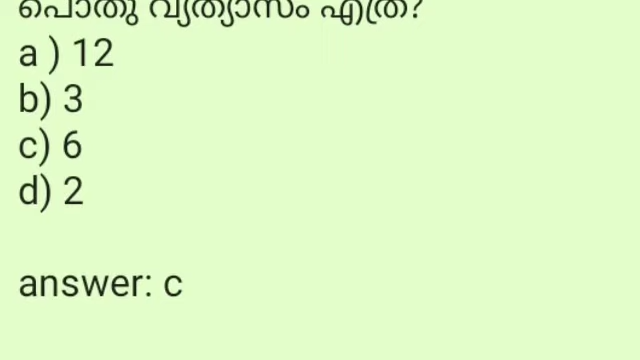 പൊതു വ്യത്യാസം എത്ര?
a ) 12
b) 3
c) 6
d) 2
answer: c